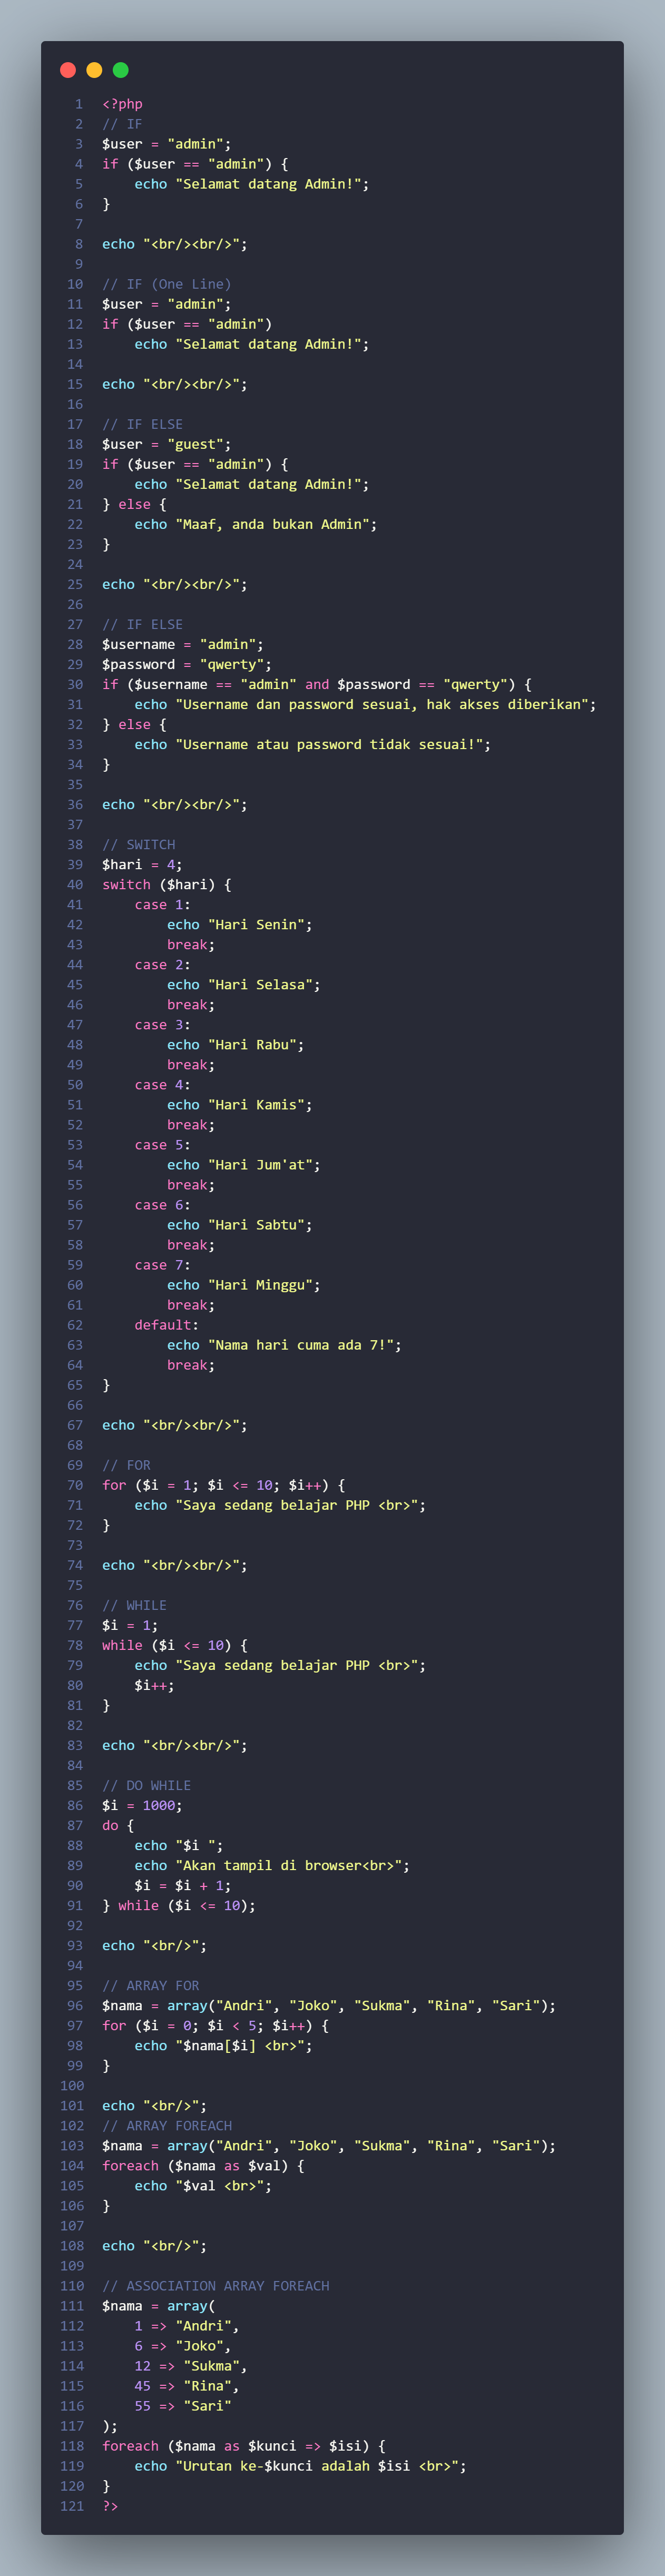 1 <?php
2 // IF
3 $user = "admin";
4 if ($user == "admin") {
5     echo "Selamat datang Admin!";
6 }
7
8 echo "<br/><br/>";
9
10 // IF (One Line)
11 $user = "admin";
12 if ($user == "admin")
13     echo "Selamat datang Admin!";
14
15 echo "<br/><br/>";
16
17 // IF ELSE
18 $user = "guest";
19 if ($user == "admin") {
20     echo "Selamat datang Admin!";
21 } else {
22     echo "Maaf, anda bukan Admin";
23 }
24
25 echo "<br/><br/>";
26
27 // IF ELSE
28 $username = "admin";
29 $password = "qwerty";
30 if ($username == "admin" and $password == "qwerty") {
31     echo "Username dan password sesuai, hak akses diberikan";
32 } else {
33     echo "Username atau password tidak sesuai!";
34 }
35
36 echo "<br/><br/>";
37
38 // SWITCH
39 $hari = 4;
40 switch ($hari) {
41     case 1:
42         echo "Hari Senin";
43         break;
44     case 2:
45         echo "Hari Selasa";
46         break;
47     case 3:
48         echo "Hari Rabu";
49         break;
50     case 4:
51         echo "Hari Kamis";
52         break;
53     case 5:
54         echo "Hari Jum'at";
55         break;
56     case 6:
57         echo "Hari Sabtu";
58         break;
59     case 7:
60         echo "Hari Minggu";
61         break;
62     default:
63         echo "Nama hari cuma ada 7!";
64         break;
65 }
66
67 echo "<br/><br/>";
68
69 // FOR
70 for ($i = 1; $i <= 10; $i++) {
71     echo "Saya sedang belajar PHP <br>";
72 }
73
74 echo "<br/><br/>";
75
76 // WHILE
77 $i = 1;
78 while ($i <= 10) {
79     echo "Saya sedang belajar PHP <br>";
80     $i++;
81 }
82
83 echo "<br/><br/>";
84
85 // DO WHILE
86 $i = 1000;
87 do {
88     echo "$i ";
89     echo "Akan tampil di browser<br>";
90     $i = $i + 1;
91 } while ($i <= 10);
92
93 echo "<br/>";
94
95 // ARRAY FOR
96 $nama = array("Andri", "Joko", "Sukma", "Rina", "Sari");
97 for ($i = 0; $i < 5; $i++) {
98     echo "$nama[$i] <br>";
99 }
100
101 echo "<br/>";
102 // ARRAY FOREACH
103 $nama = array("Andri", "Joko", "Sukma", "Rina", "Sari");
104 foreach ($nama as $val) {
105     echo "$val <br>";
106 }
107
108 echo "<br/>";
109
110 // ASSOCIATION ARRAY FOREACH
111 $nama = array(
112     1 => "Andri",
113     6 => "Joko",
114     12 => "Sukma",
115     45 => "Rina",
116     55 => "Sari"
117 );
118 foreach ($nama as $kunci => $isi) {
119     echo "Urutan ke-$kunci adalah $isi <br>";
120 }
121 ?>